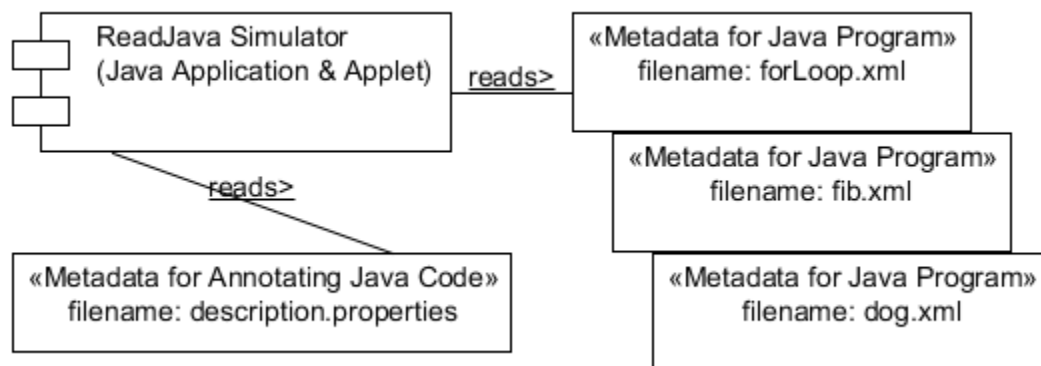 ReadJava Simulator
(Java Application & Applet)
reads>
«Metadata for Java Program»
filename: forLoop.xml
«Metadata for Java Program»
filename: fib.xml
reads>
«Metadata for Annotating Java Code»
filename: description.properties
«Metadata for Java Program»
filename: dog.xml